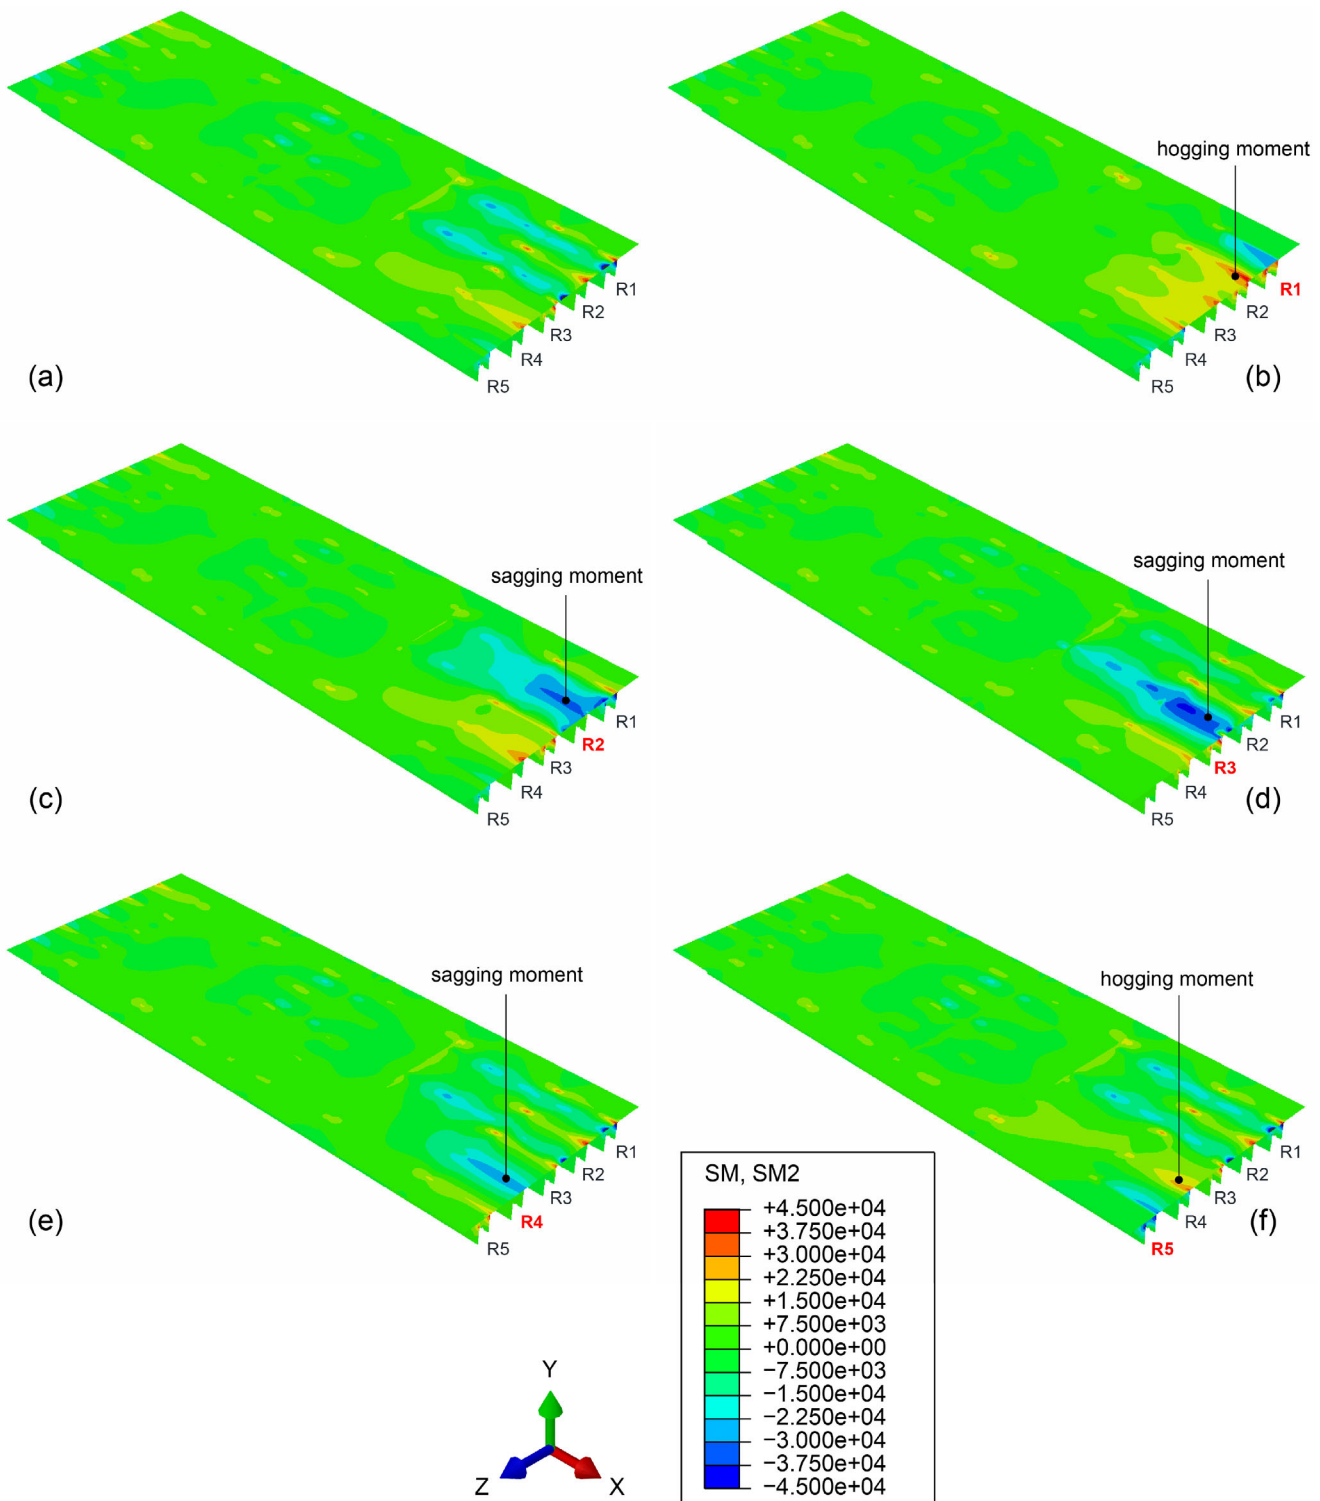 R1
R2
R3
R4
R5
(a)
hogging moment
R1
R2
R3
R4
R5
(b)
sagging moment
R1
R2
R3
R4
R5
(c)
sagging moment
R1
R2
R3
R4
R5
(d)
sagging moment
R1
R2
R3
R4
R5
(e)
hogging moment
R1
R2
R3
R4
R5
(f)
SM, SM2
+4.500e+04
+3.750e+04
+3.000e+04
+2.250e+04
+1.500e+04
+7.500e+03
+0.000e+00
−7.500e+03
−1.500e+04
−2.250e+04
−3.000e+04
−3.750e+04
−4.500e+04
Y
Z
X